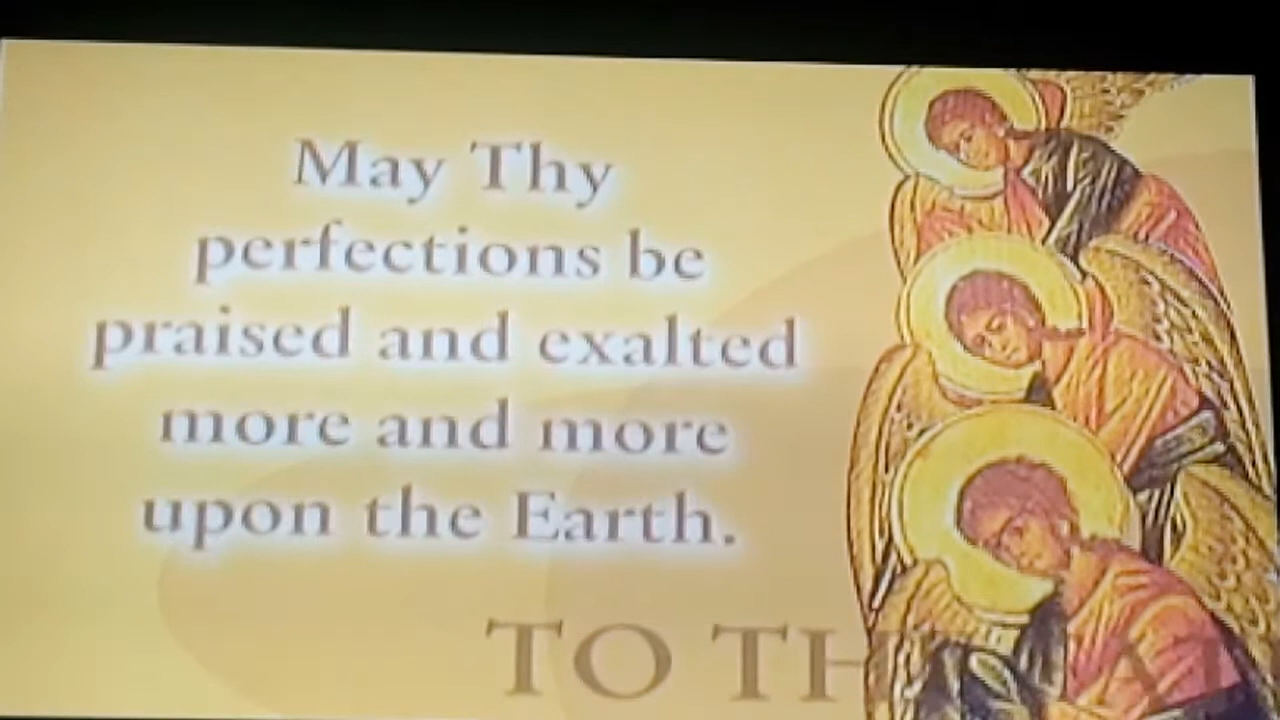 May Thy
perfections be
praised and exalted
more and more
upon the Earth.
TO